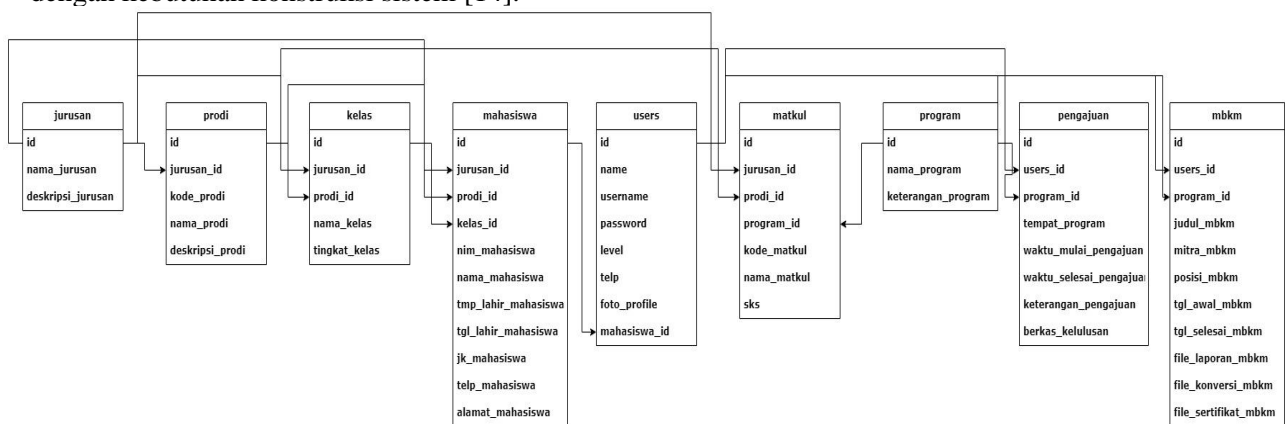 dengan kebutuhan konstruksi sistem [14].
jurusan
id
nama_jurusan
deskripsi_jurusan
prodi
id
jurusan_id
kode_prodi
nama_prodi
deskripsi_prodi
kelas
id
jurusan_id
prodi_id
nama_kelas
tingkat_kelas
mahasiswa
id
jurusan_id
prodi_id
kelas_id
nim_mahasiswa
nama_mahasiswa
tmp_lahir_mahasiswa
tgl_lahir_mahasiswa
jk_mahasiswa
telp_mahasiswa
alamat_mahasiswa
users
id
name
username
password
level
telp
foto_profile
mahasiswa_id
matkul
id
jurusan_id
prodi_id
program_id
kode_matkul
nama_matkul
sks
program
id
nama_program
keterangan_program
pengajuan
id
users_id
program_id
tempat_program
waktu_mulai_pengajuan
waktu_selesai_pengajuan
keterangan_pengajuan
berkas_kelulusan
mbkm
id
users_id
program_id
judul_mbkm
mitra_mbkm
posisi_mbkm
tgl_awal_mbkm
tgl_selesai_mbkm
file_laporan_mbkm
file_konversi_mbkm
file_sertifikat_mbkm